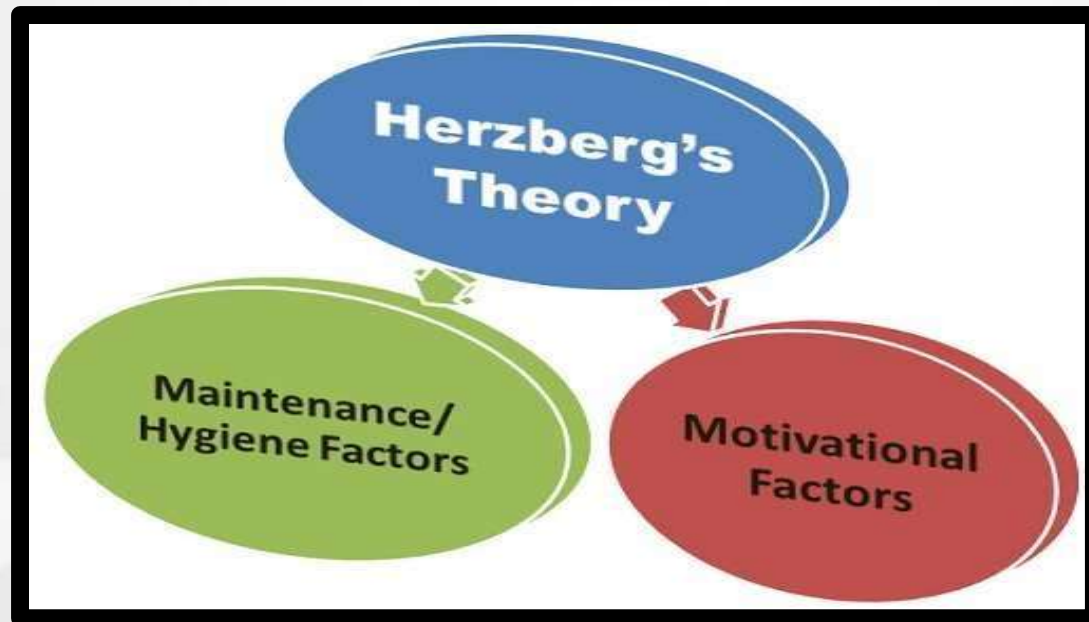 Herzberg’s
Theory
Maintenance/
Hygiene Factors
Motivational
Factors